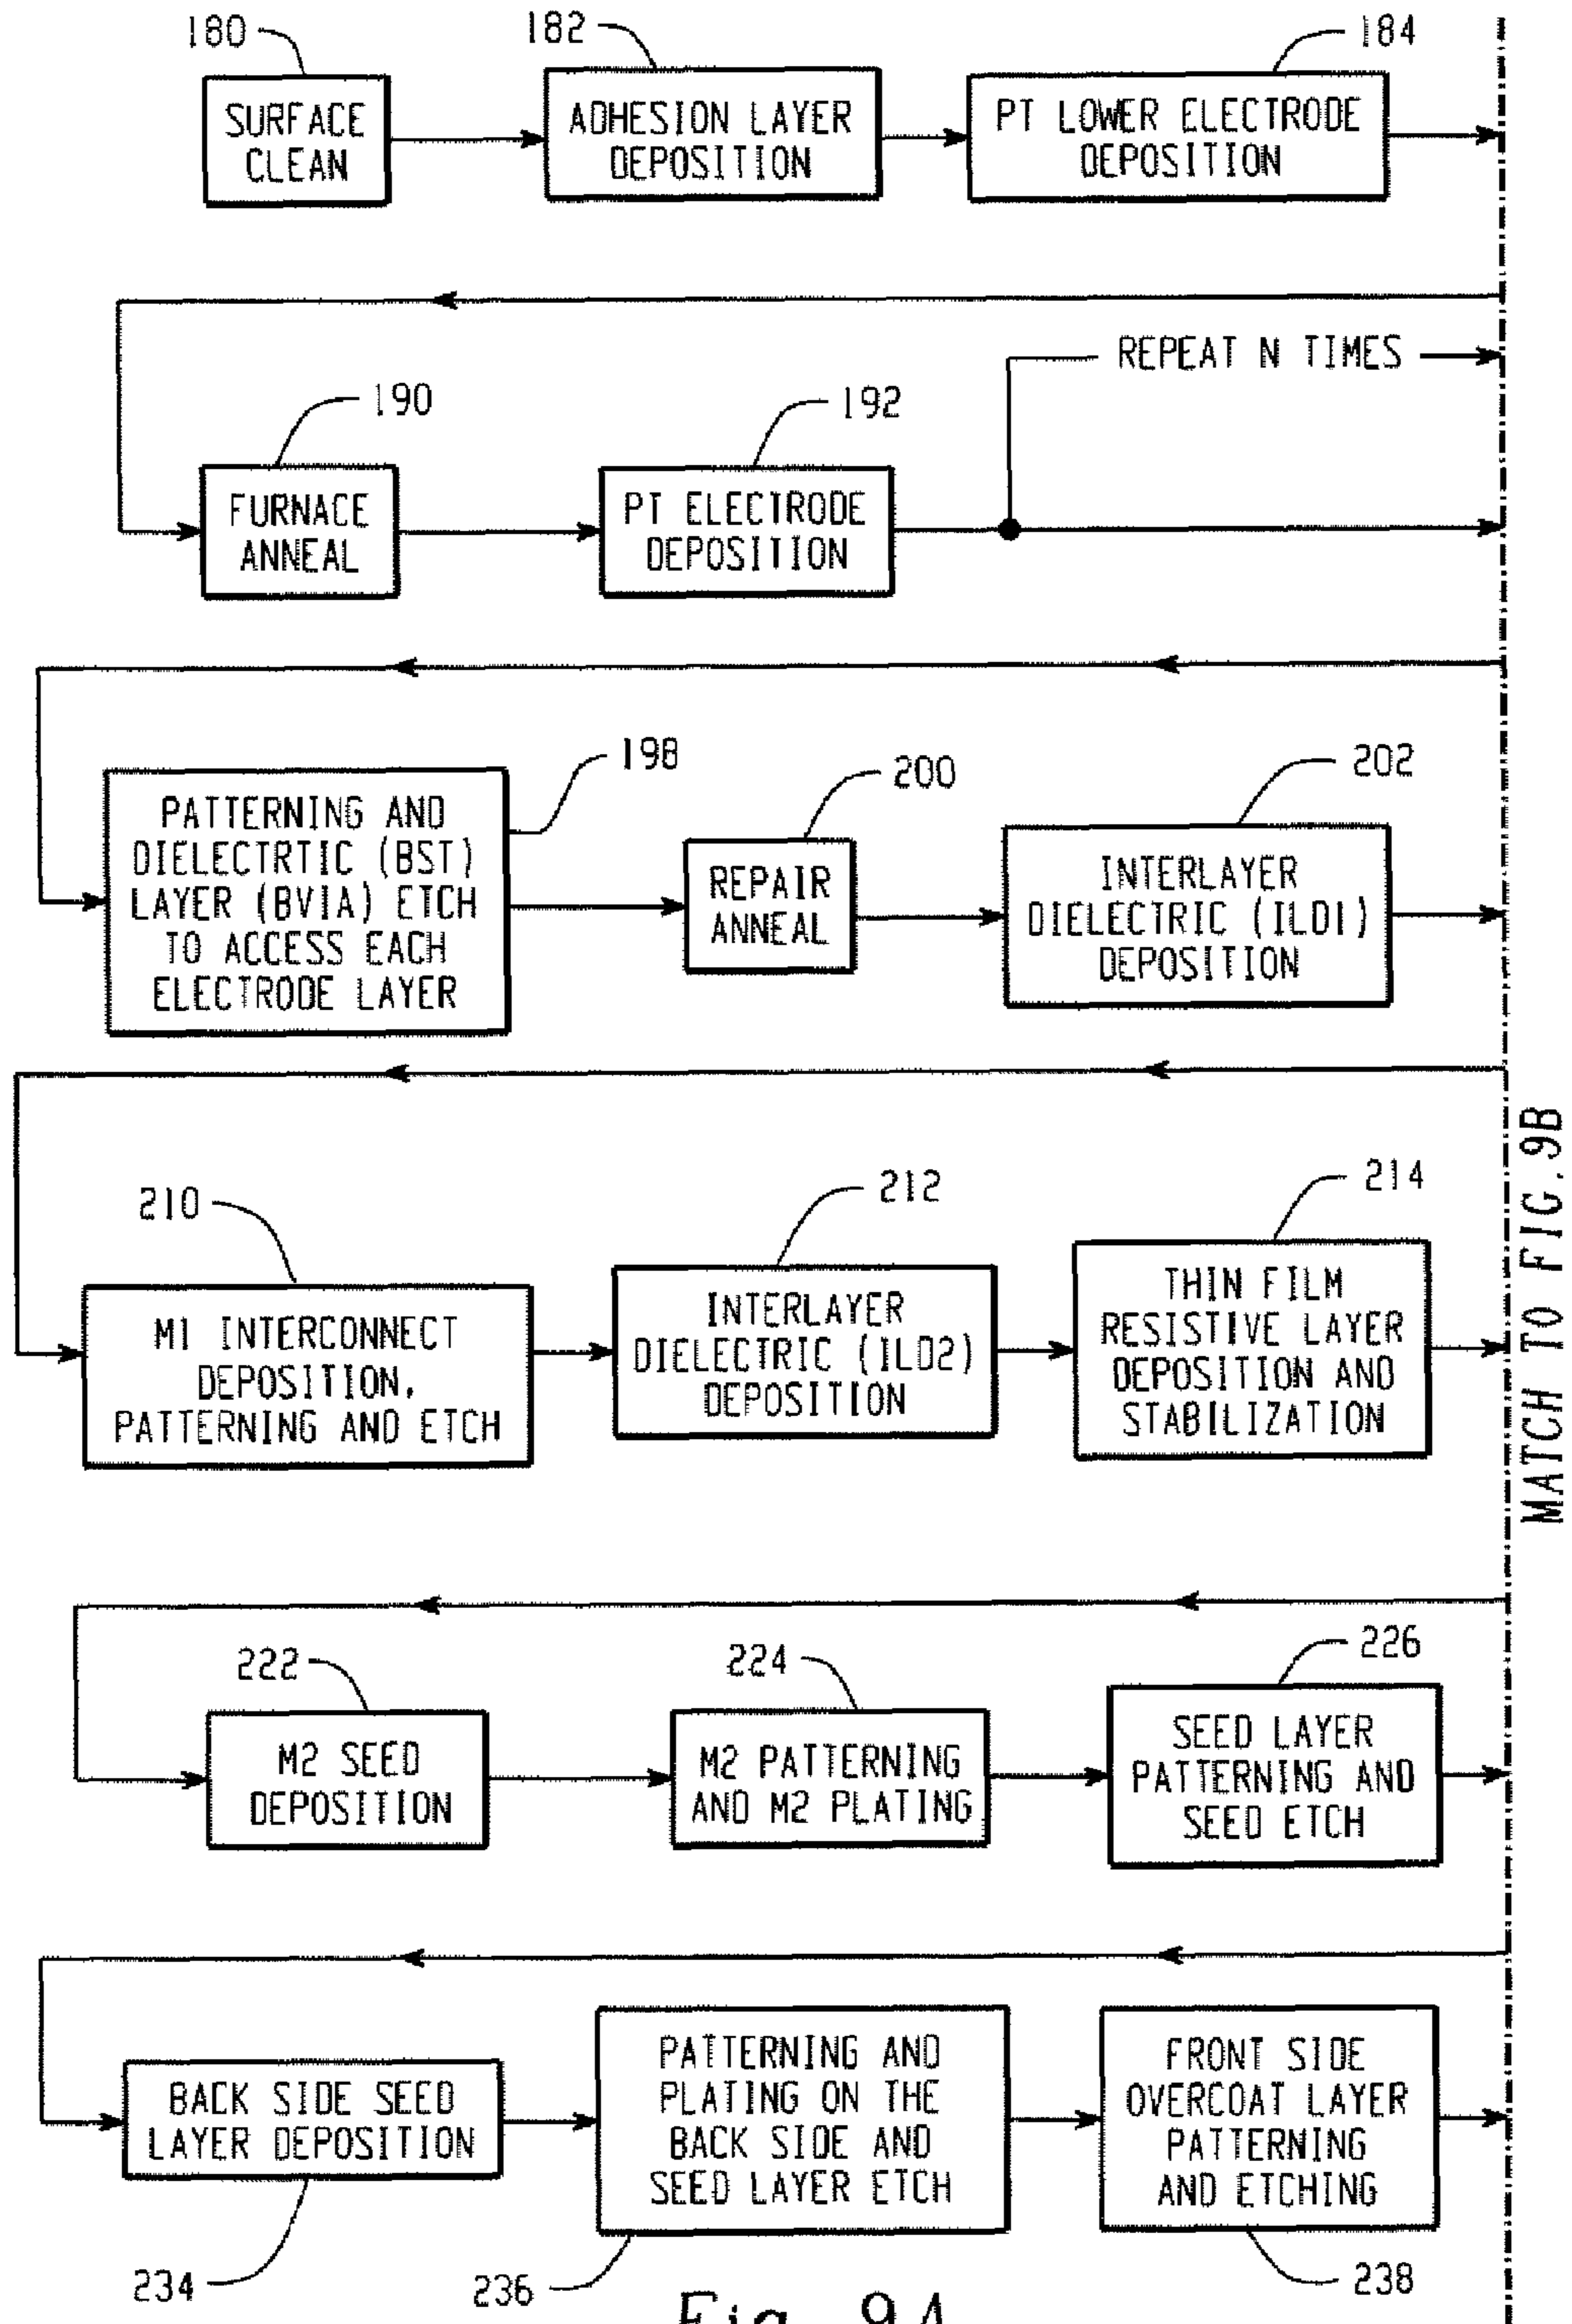 180
182
184
SURFACE
CLEAN
ADHESION LAYER
DEPOSITION
PT LOWER ELECTRODE
DEPOSITION
REPEAT N TIMES
190
192
FURNACE
ANNEAL
PT ELECTRODE
DEPOSITION
198
200
202
PATTERNING AND
DIELECTRTIC (BST)
LAYER (BVIA) ETCH
TO ACCESS EACH
ELECTRODE LAYER
REPAIR
ANNEAL
INTERLAYER
DIELECTRIC (ILD1)
DEPOSITION
MATCH TO FIG.9B
210
212
214
M1 INTERCONNECT
DEPOSITION,
PATTERNING AND ETCH
INTERLAYER
DIELECTRIC (ILD2)
DEPOSITION
THIN FILM
RESISTIVE LAYER
DEPOSITION AND
STABILIZATION
222
224
226
M2 SEED
DEPOSITION
M2 PATTERNING
AND M2 PLATING
SEED LAYER
PATTERNING AND
SEED ETCH
BACK SIDE SEED
LAYER DEPOSITION
PATTERNING AND
PLATING ON THE
BACK SIDE AND
SEED LAYER ETCH
FRONT SIDE
OVERCOAT LAYER
PATTERNING
AND ETCHING
234
236
238
Fig. 9A